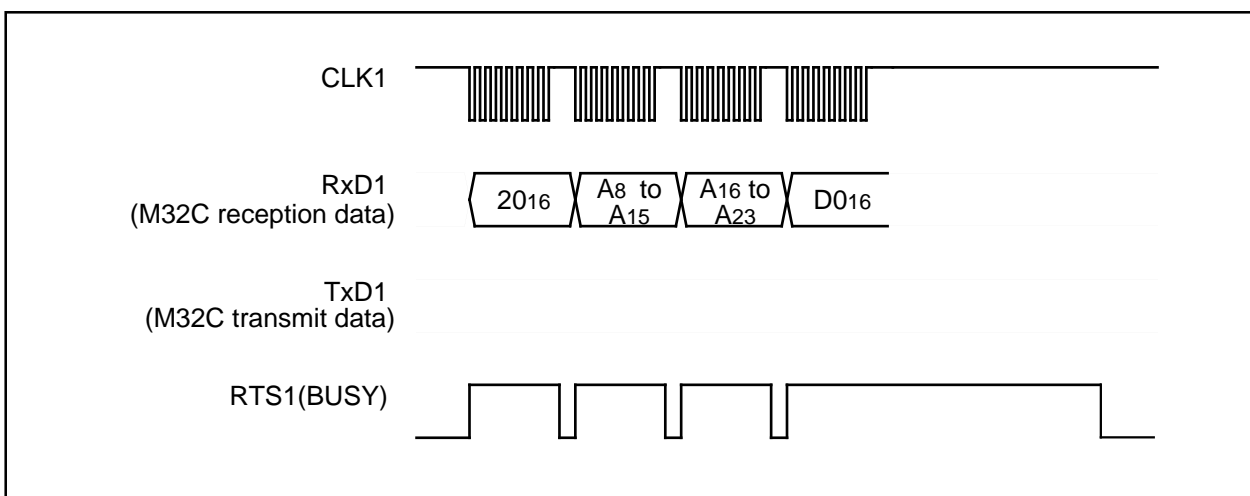 CLK1
RxD1
(M32C reception data)
2016
A8 to
A15
A16 to
A23
D016
TxD1
(M32C transmit data)
RTS1(BUSY)